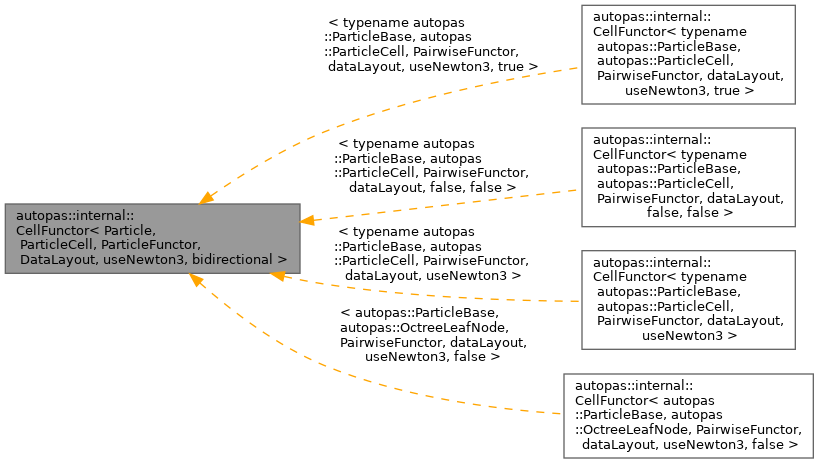 autopas::internal::
CellFunctor< Particle,
ParticleCell, ParticleFunctor,
DataLayout, useNewton3, bidirectional >
< typename autopas
::ParticleBase, autopas
::ParticleCell, PairwiseFunctor,
dataLayout, useNewton3, true >
autopas::internal::
CellFunctor< typename
autopas::ParticleBase,
autopas::ParticleCell,
PairwiseFunctor, dataLayout,
useNewton3, true >
< typename autopas
::ParticleBase, autopas
::ParticleCell, PairwiseFunctor,
dataLayout, false, false >
autopas::internal::
CellFunctor< typename
autopas::ParticleBase,
autopas::ParticleCell,
PairwiseFunctor, dataLayout,
false, false >
< typename autopas
::ParticleBase, autopas
::ParticleCell, PairwiseFunctor,
dataLayout, useNewton3 >
autopas::internal::
CellFunctor< typename
autopas::ParticleBase,
autopas::ParticleCell,
PairwiseFunctor, dataLayout,
useNewton3 >
< autopas::ParticleBase,
autopas::OctreeLeafNode,
PairwiseFunctor, dataLayout,
useNewton3, false >
autopas::internal::
CellFunctor< autopas
::ParticleBase, autopas
::OctreeLeafNode, PairwiseFunctor,
dataLayout, useNewton3, false >